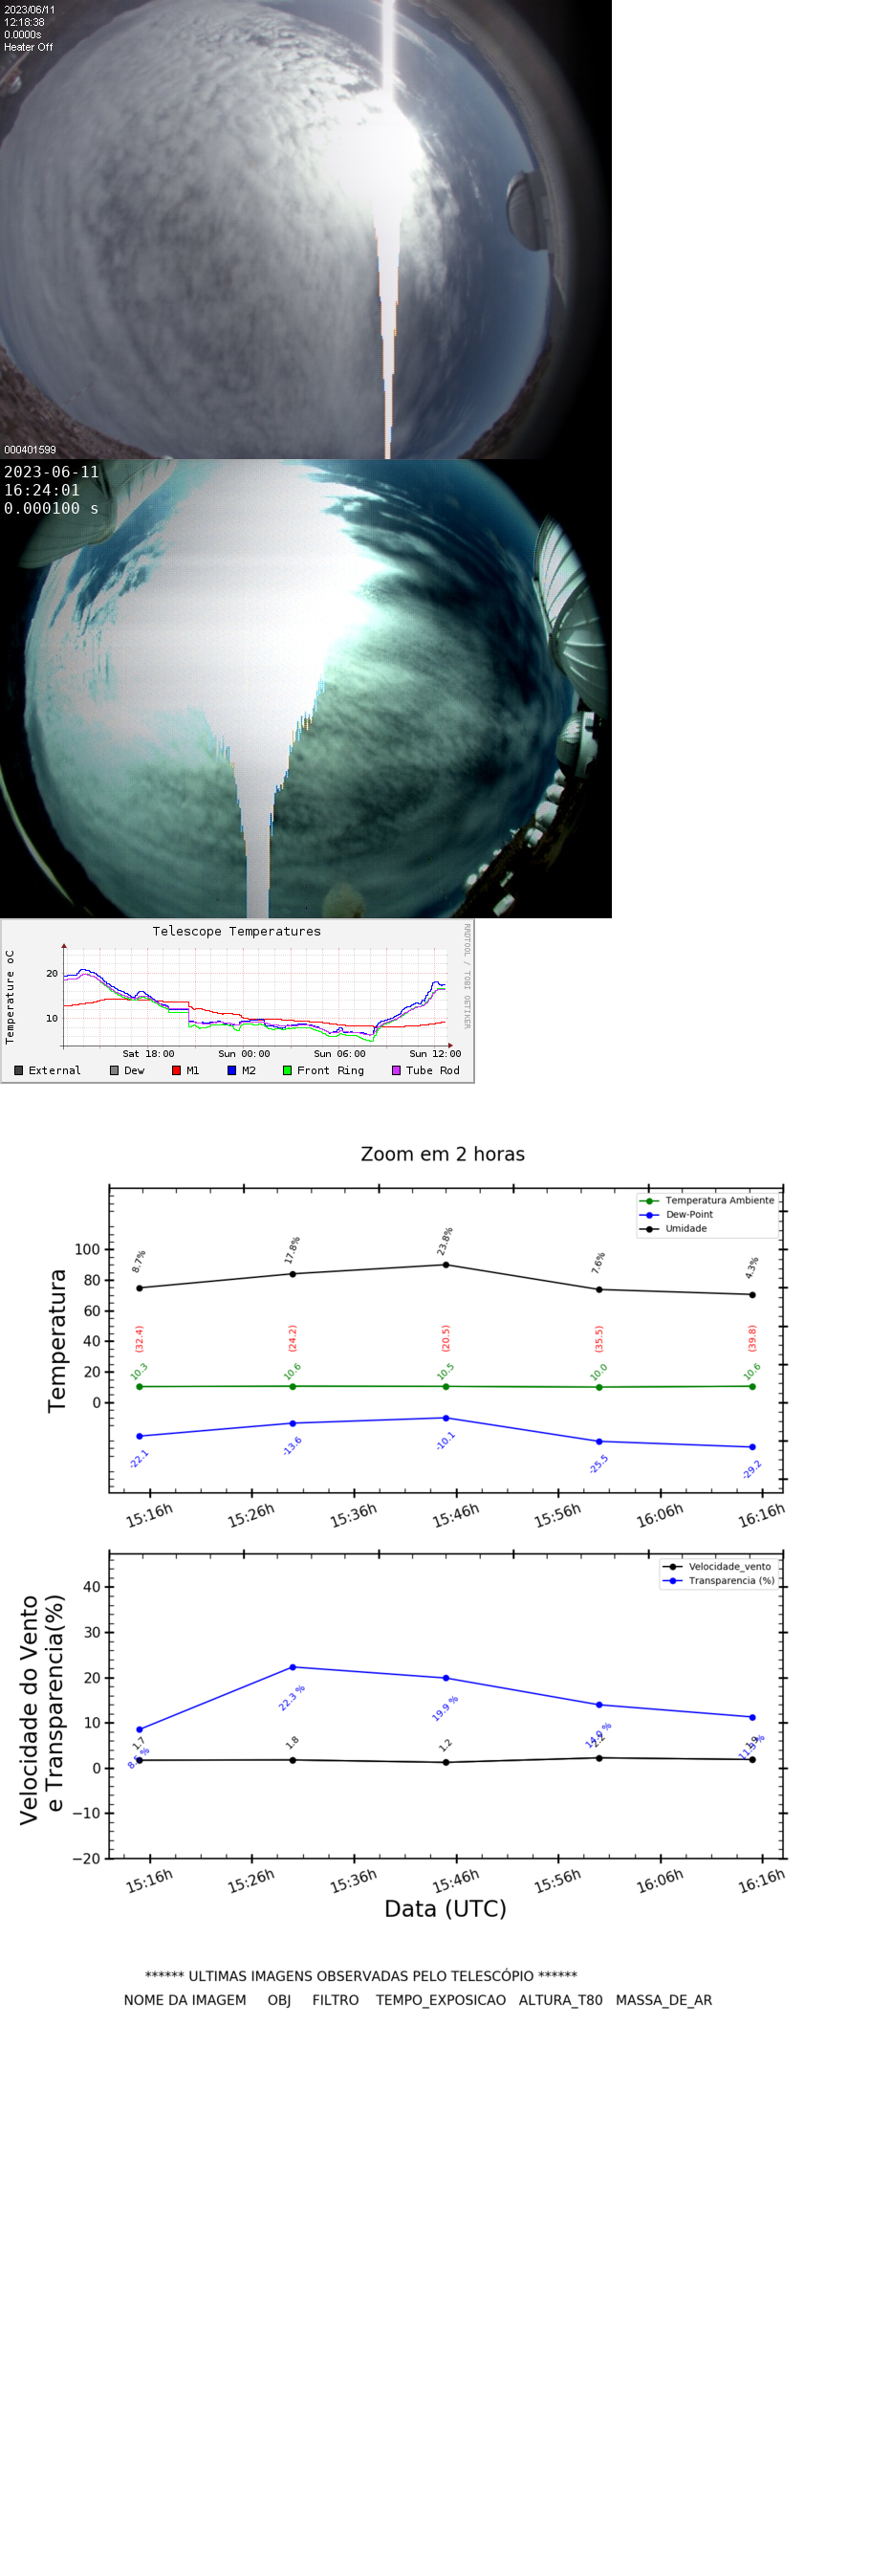 2023/06/11
12:18:38
0.0000s
Heater Off
000401599
2023-06-11
16:24:01
0.000100 s
Telescope Temperatures
RRDTOOL / TOBI OETIKER
Temperature oC
20
10
Sat 18:00 Sun 00:00 Sun 06:00 Sun 12:00
External Dew M1 M2 Front Ring Tube Rod
Zoom em 2 horas
Temperatura Ambiente
Dew-Point
Umidade
Temperatura
100
80
60
40
20
0
8.7% 17.8% 23.8% 7.6% 4.3%
(32.4) (24.2) (20.5) (35.5) (39.8)
10.3 10.6 10.5 10.0 10.6
-22.1 -13.6 -10.1 -25.5 -29.2
15:16h 15:26h 15:36h 15:46h 15:56h 16:06h 16:16h
Velocidade_vento
Transparencia (%)
Velocidade do Vento
e Transparencia(%)
40
30
20
10
0
−10
−20
22.3 % 19.9 % 14.0 %
1.7 1.8 1.2
15:16h 15:26h 15:36h 15:46h 15:56h 16:06h 16:16h
Data (UTC)
****** ULTIMAS IMAGENS OBSERVADAS PELO TELESCÓPIO ******
NOME DA IMAGEM OBJ FILTRO TEMPO_EXPOSICAO ALTURA_T80 MASSA_DE_AR